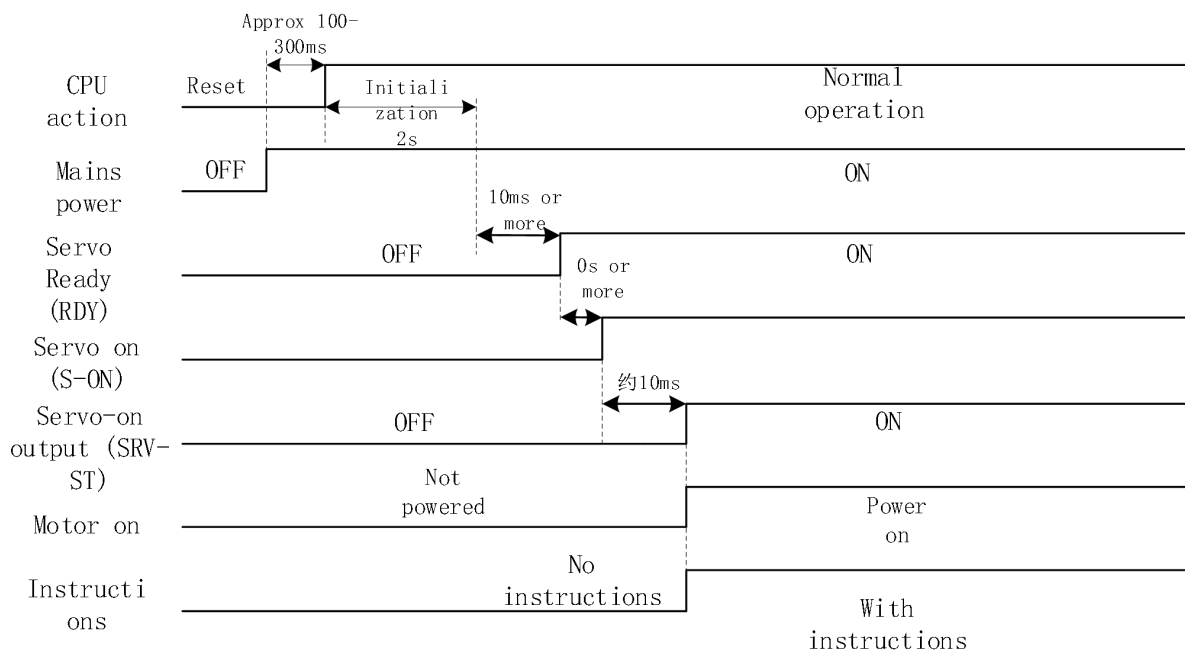 Approx 100-
300ms
CPU
action
Reset
Initiali
zation
2s
Normal
operation
Mains
power
OFF
ON
10ms or
more
Servo
Ready
(RDY)
OFF
ON
0s or
more
Servo on
(S-ON)
约10ms
Servo-on
output (SRV-
ST)
OFF
ON
Not
powered
Motor on
Power
on
No
instructions
Instructi
ons
With
instructions